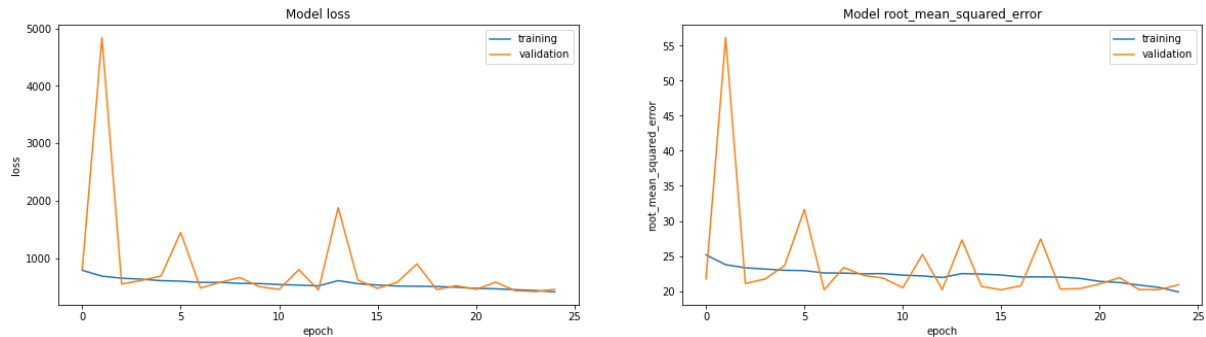 Model loss
5000
4000
3000
2000
1000
loss
0
5
10
15
20
25
epoch
training
validation
Model root_mean_squared_error
55
50
45
40
35
30
25
20
root_mean_squared_error
0
5
10
15
20
25
epoch
training
validation